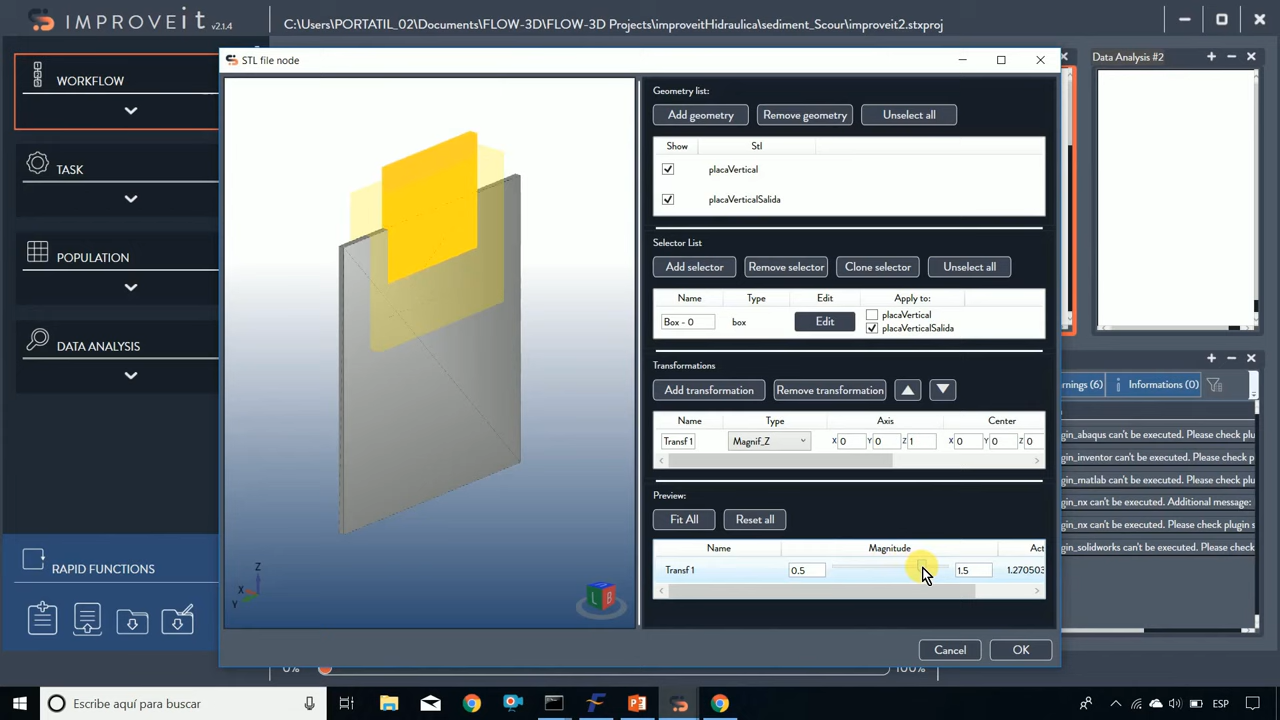 IMPROVEit v2.1.4
C:\Users\PORTATIL_02\Documents\FLOW-3D\FLOW-3D Projects\improveitHidraulica\sediment_Scour\improveit2.stxproj
WORKFLOW
TASK
POPULATION
DATA ANALYSIS
RAPID FUNCTIONS
STL file node
Z
X
Y
L
B
Geometry list:
Add geometry Remove geometry Unselect all
Show Stl
placaVertical
placaVerticalSalida
Selector List
Add selector Remove selector Clone selector Unselect all
Name Type Edit Apply to:
Box - 0 box Edit placaVertical
placaVerticalSalida
Transformations
Add transformation Remove transformation
Name Type Axis Center
Transf 1 Magnif_Z X 0 Y 0 Z 1 X 0 Y 0 Z 0
Preview:
Fit All Reset all
Name Magnitude Act
Transf 1 0.5 1.5 1.270503
Cancel OK
Data Analysis #2
rnings (6) Informations (0)
gin_abaqus can't be executed. Please check plu
gin_inventor can't be executed. Please check plu
gin_matlab can't be executed. Please check plu
gin_nx can't be executed. Additional message:
gin_nx can't be executed. Please check plugin s
gin_solidworks can't be executed. Please check
0% 100%
Escribe aquí para buscar
ESP